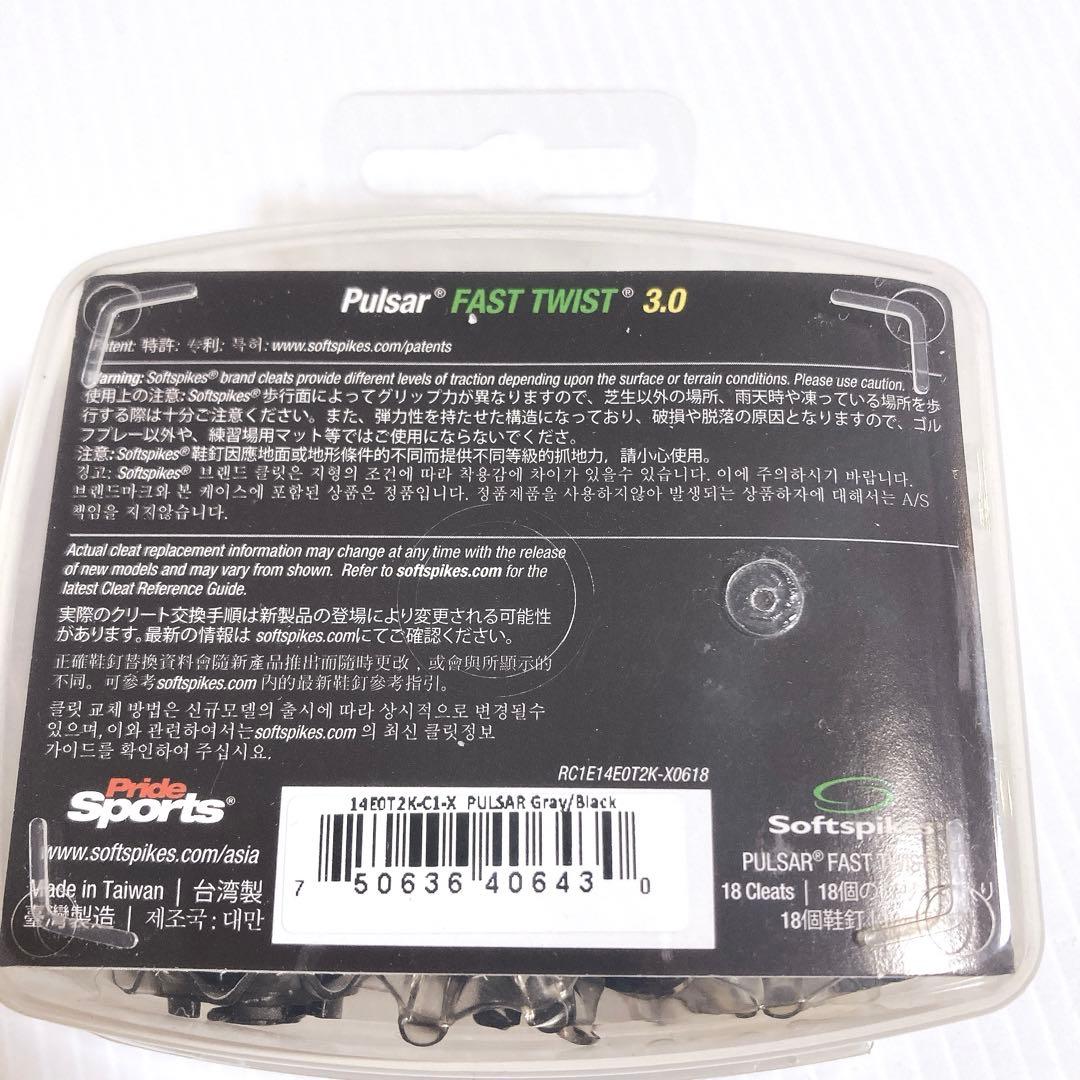 Pulsar® FAST TWIST® 3.0
Patent: 特許: 专利: 특허: www.softspikes.com/patents
Warning: Softspikes® brand cleats provide different levels of traction depending upon the surface or terrain conditions. Please use caution.
使用上の注意: Softspikes® 歩行面によってグリップ力が異なりますので、芝生以外の場所、雨天時や凍っている場所を歩
行する際は十分ご注意ください。また、弾力性を持たせた構造になっており、破損や脱落の原因となりますので、ゴル
フプレー以外や、練習場用マット等ではご使用にならないでくださ。
注意: Softspikes® 鞋釘因應地面或地形條件的不同而提供不同等級的抓地力，請小心使用。
경고: Softspikes® 브랜드 클릿은 지형의 조건에 따라 착용감에 차이가 있을수 있습니다. 이에 주의하시기 바랍니다.
브랜드마크와 본 케이스에 포함된 상품은 정품입니다. 정품제품을 사용하지않아 발생되는 상품하자에 대해서는 A/S
책임을 지지않습니다.
Actual cleat replacement information may change at any time with the release
of new models and may vary from shown. Refer to softspikes.com for the
latest Cleat Reference Guide.
実際のクリート交換手順は新製品の登場により変更される可能性
があります。最新の情報は softspikes.comにてご確認ください。
正確鞋釘替換資料會隨新產品推出而隨時更改，或會與所顯示的
不同。可參考softspikes.com 內的最新鞋釘參考指引。
클릿 교체 방법은 신규모델의 출시에 따라 상시적으로 변경될수
있으며, 이와 관련하여서는softspikes.com 의 최신 클릿정보
가이드를 확인하여 주십시요.
RC1E14E0T2K-X0618
Pride
Sports®
www.softspikes.com/asia
Made in Taiwan | 台湾製
臺灣製造 | 제조국: 대만
14E0T2K-C1-X PULSAR Gray/Black
7 50636 40643 0
Softspikes
PULSAR® FAST TWIST
18 Cleats | 18個の
18個鞋釘